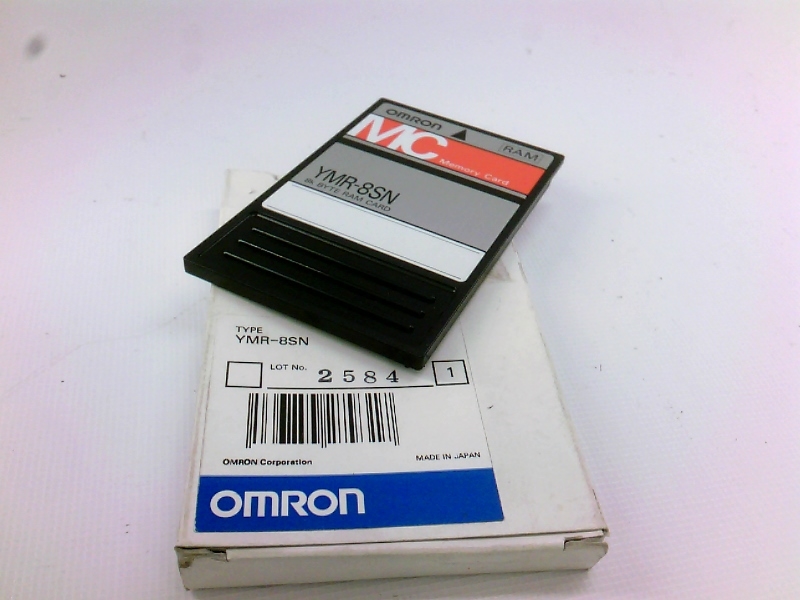 OMRON
[RAM]
MC Memory Card
YMR-8SN
8k BYTE RAM CARD
TYPE
YMR-8SN
LOT No. 2584 1
OMRON Corporation MADE IN JAPAN
OMRON